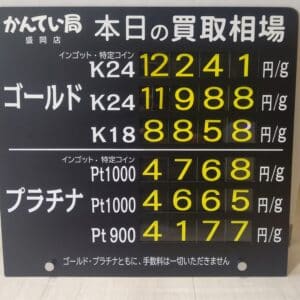 かんてい局
盛岡店
本日の買取相場
インゴット・特定コイン
K24 12241 円/g
ゴールド K24 11988 円/g
K18 8858 円/g
インゴット・特定コイン
Pt1000 4768 円/g
プラチナ Pt1000 4665 円/g
Pt900 4177 円/g
ゴールド・プラチナともに、手数料は一切いただきません